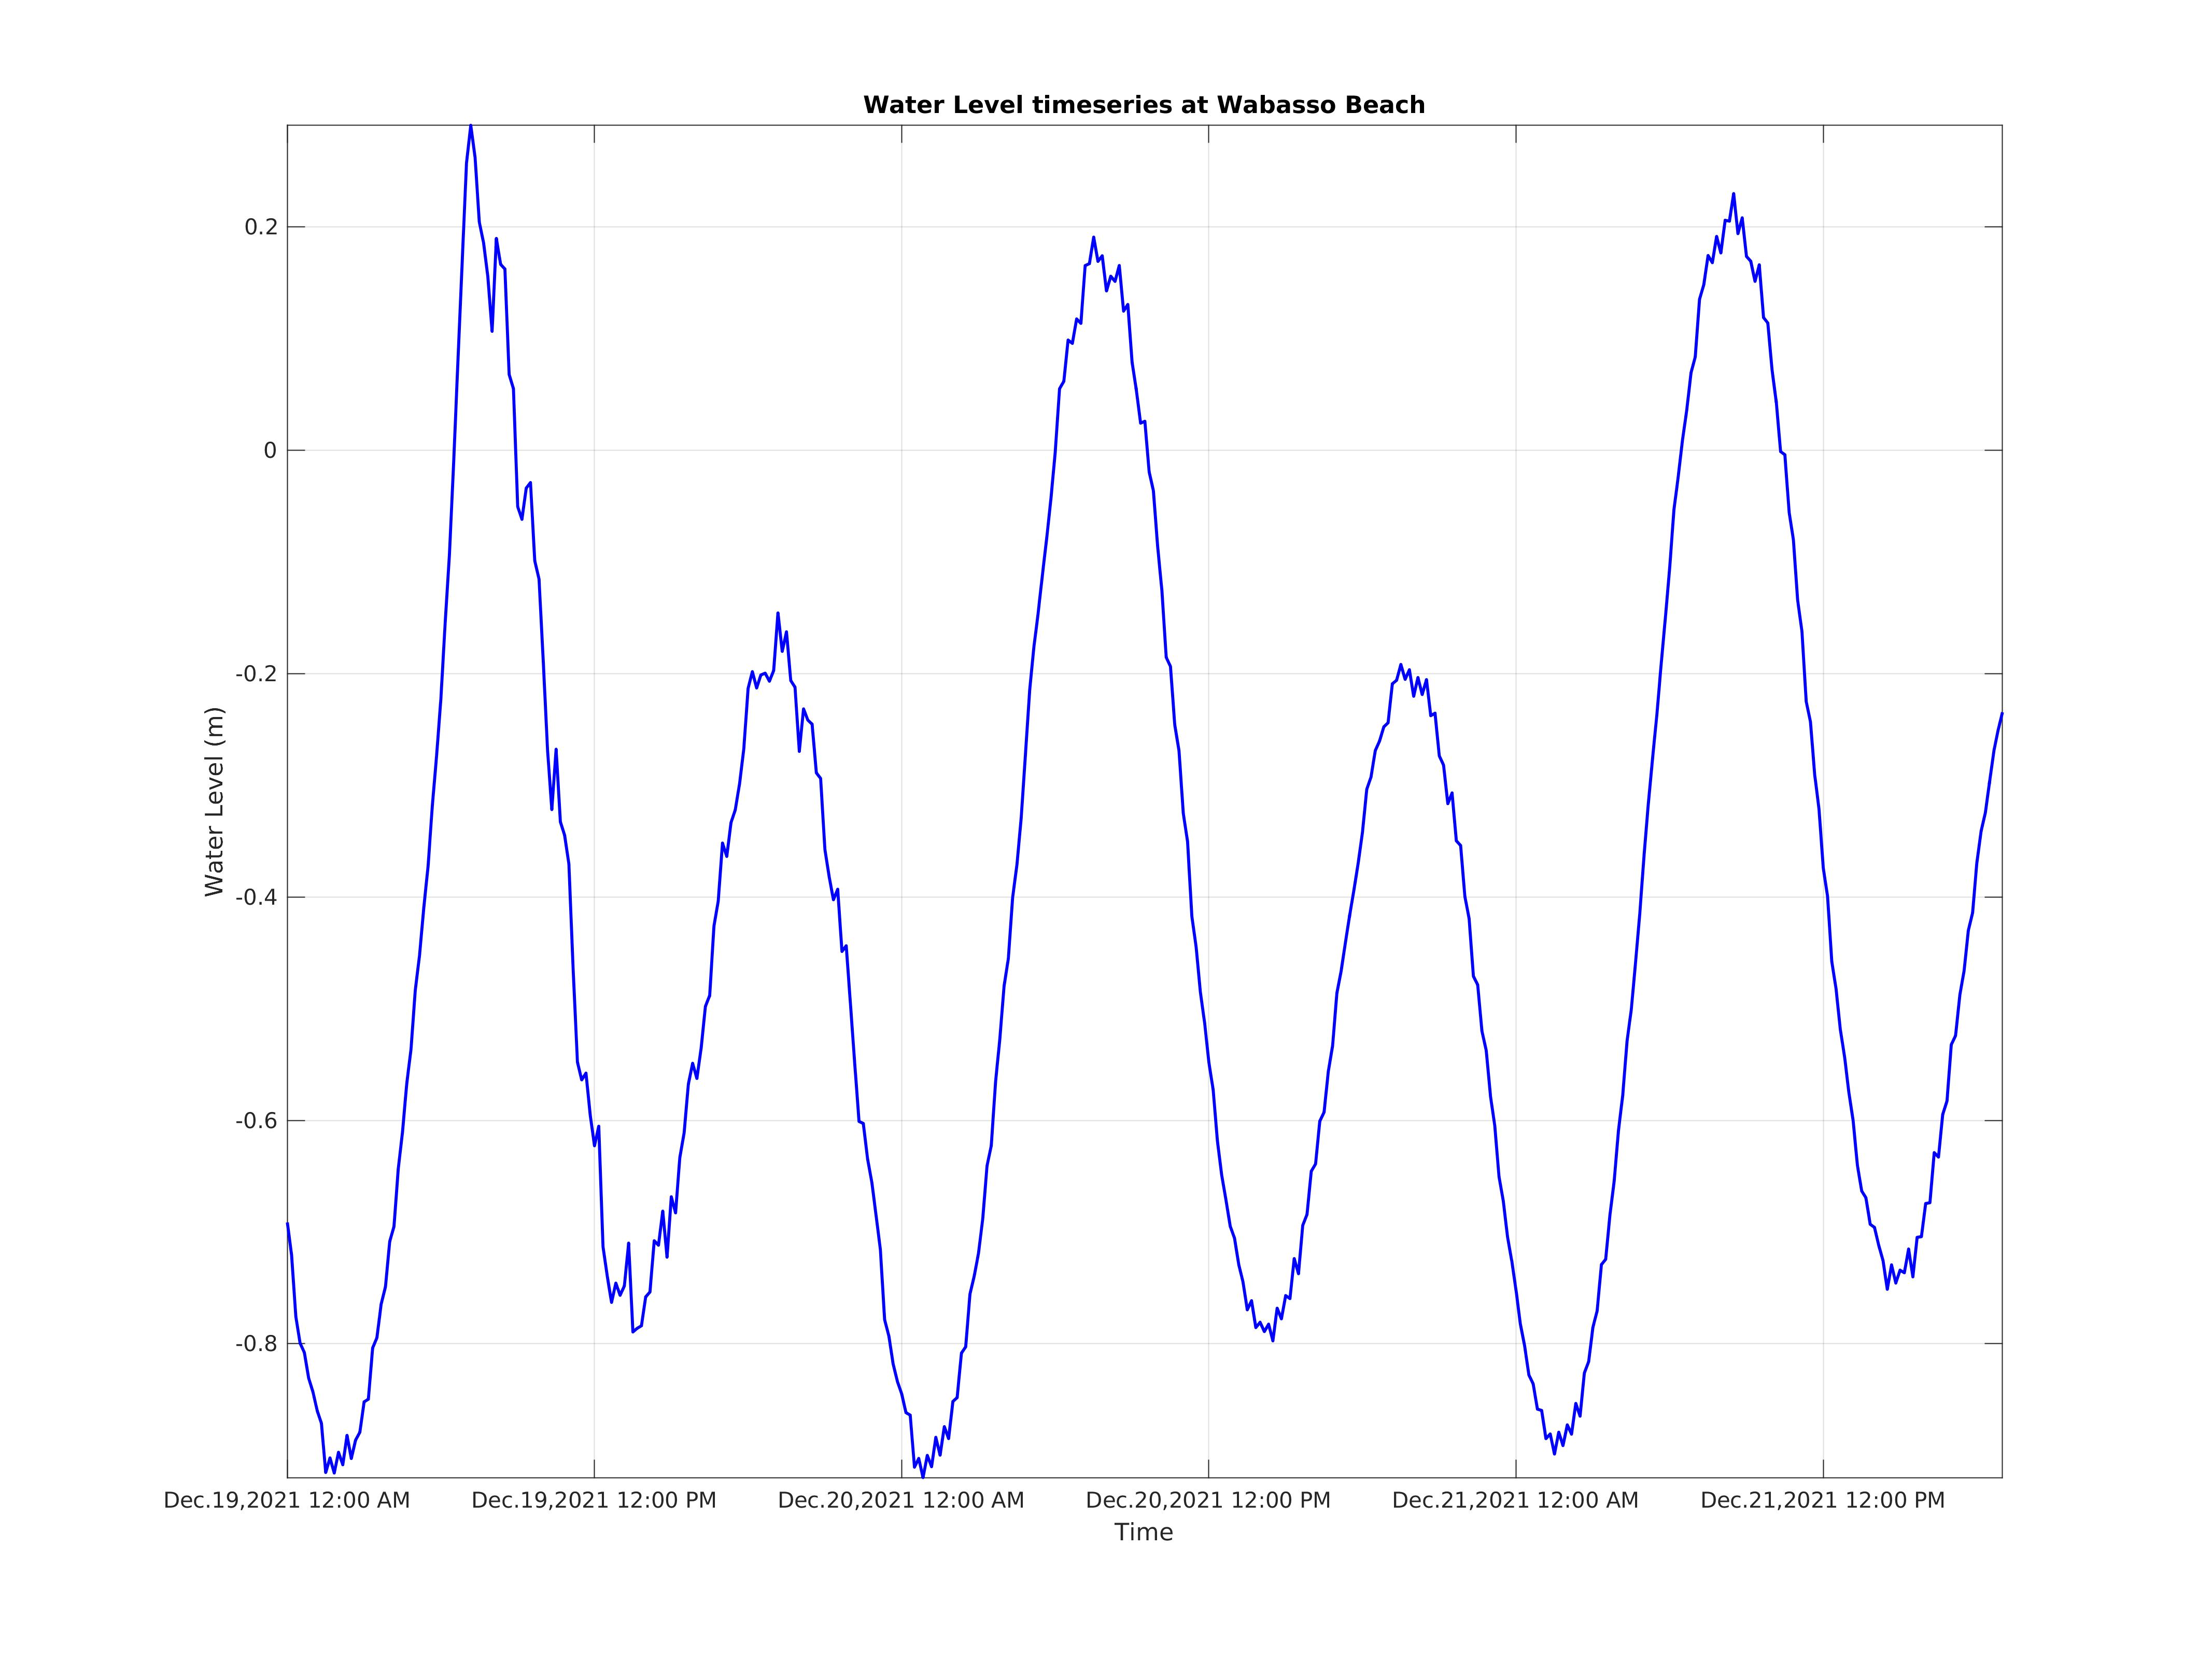 Water Level timeseries at Wabasso Beach
0.2
0
-0.2
-0.4
-0.6
-0.8
Water Level (m)
Dec.19,2021 12:00 AM Dec.19,2021 12:00 PM Dec.20,2021 12:00 AM Dec.20,2021 12:00 PM Dec.21,2021 12:00 AM Dec.21,2021 12:00 PM
Time